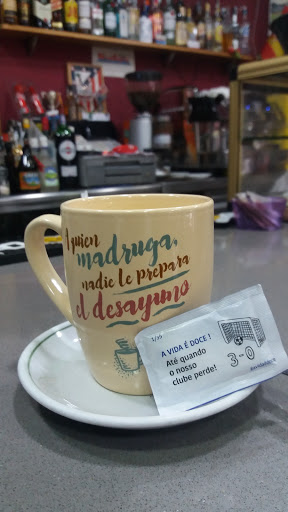 A quien
madruga,
nadie le prepara
el desayuno
A VIDA É DOCE !
Até quando
o nosso
clube perde!
3-0